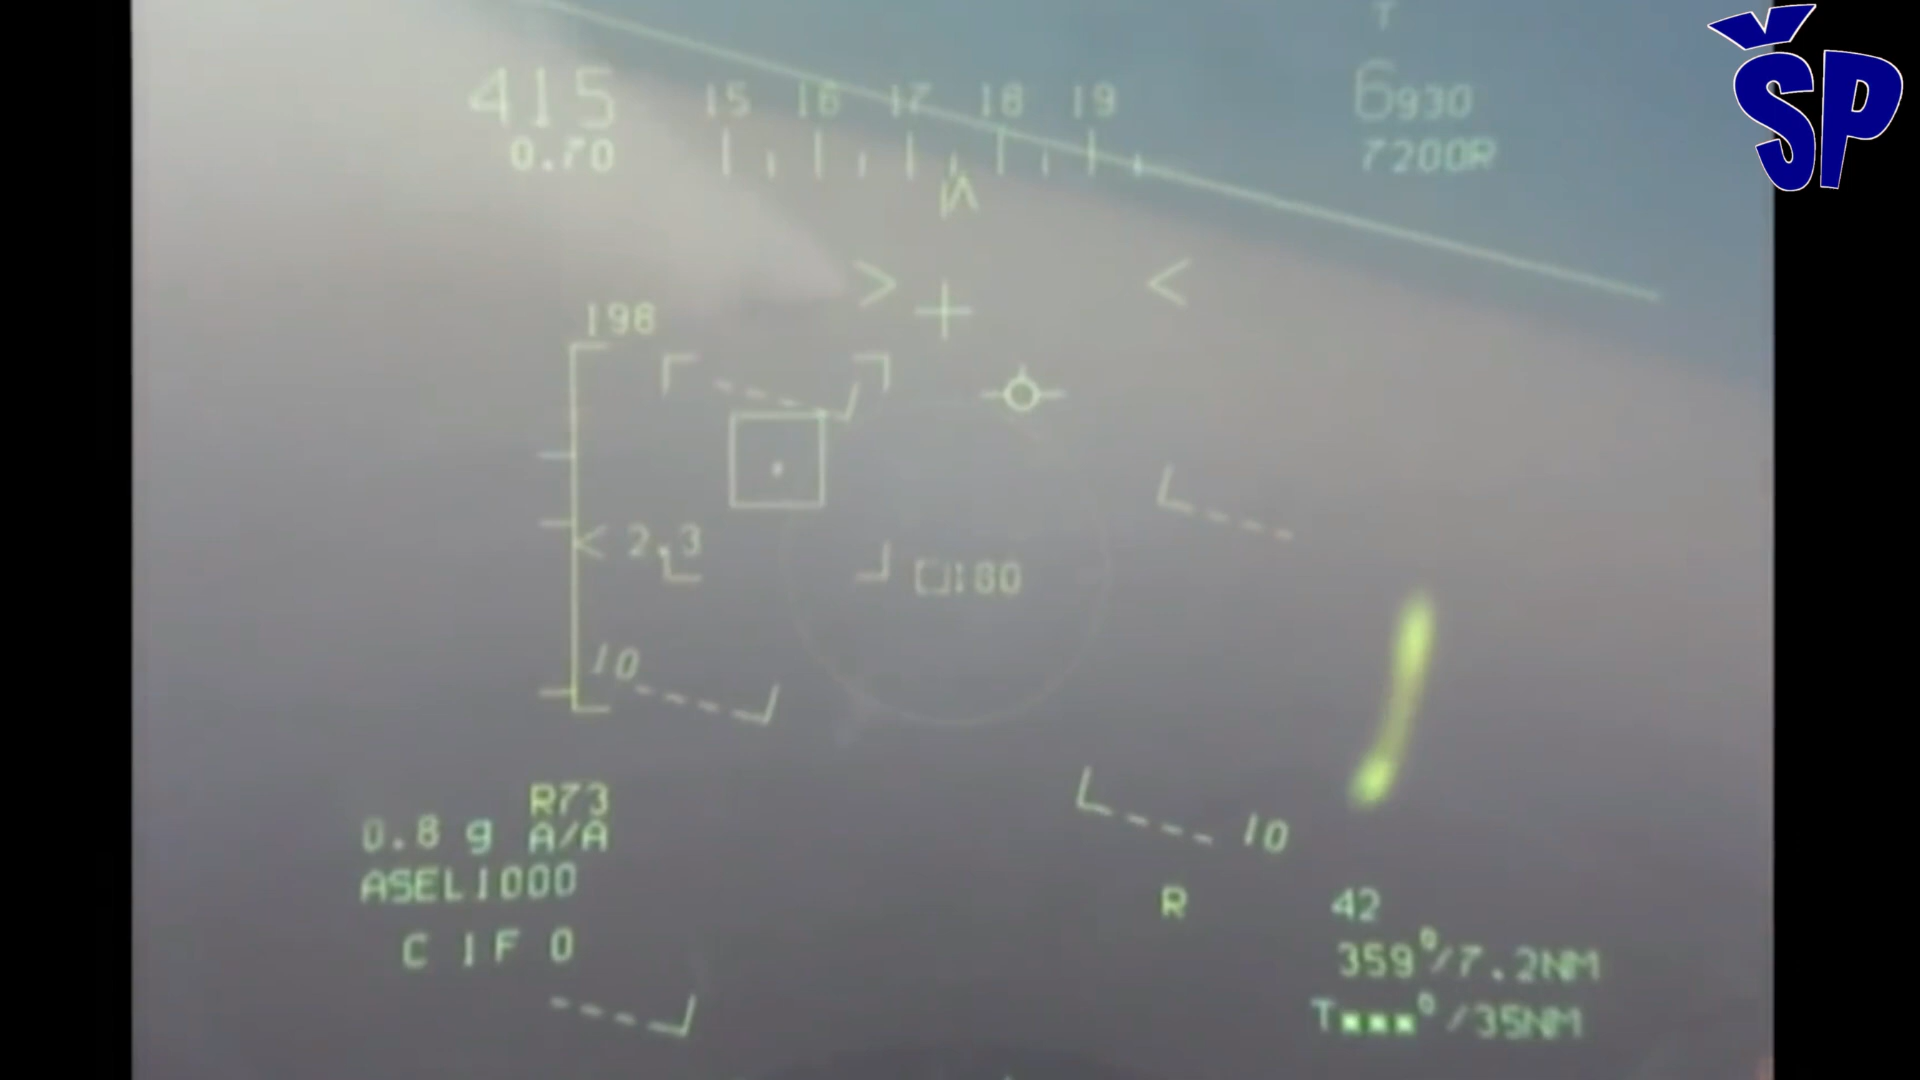 ŠP
T
415 15 16 17 18 19 6930
0.70 7200R
198
< 2.3
180
10
R73
0.8 g A/A
10
ASEL1000
R 42
C 1F 0
359°/7.2NM
T▪▪▪°/35NM